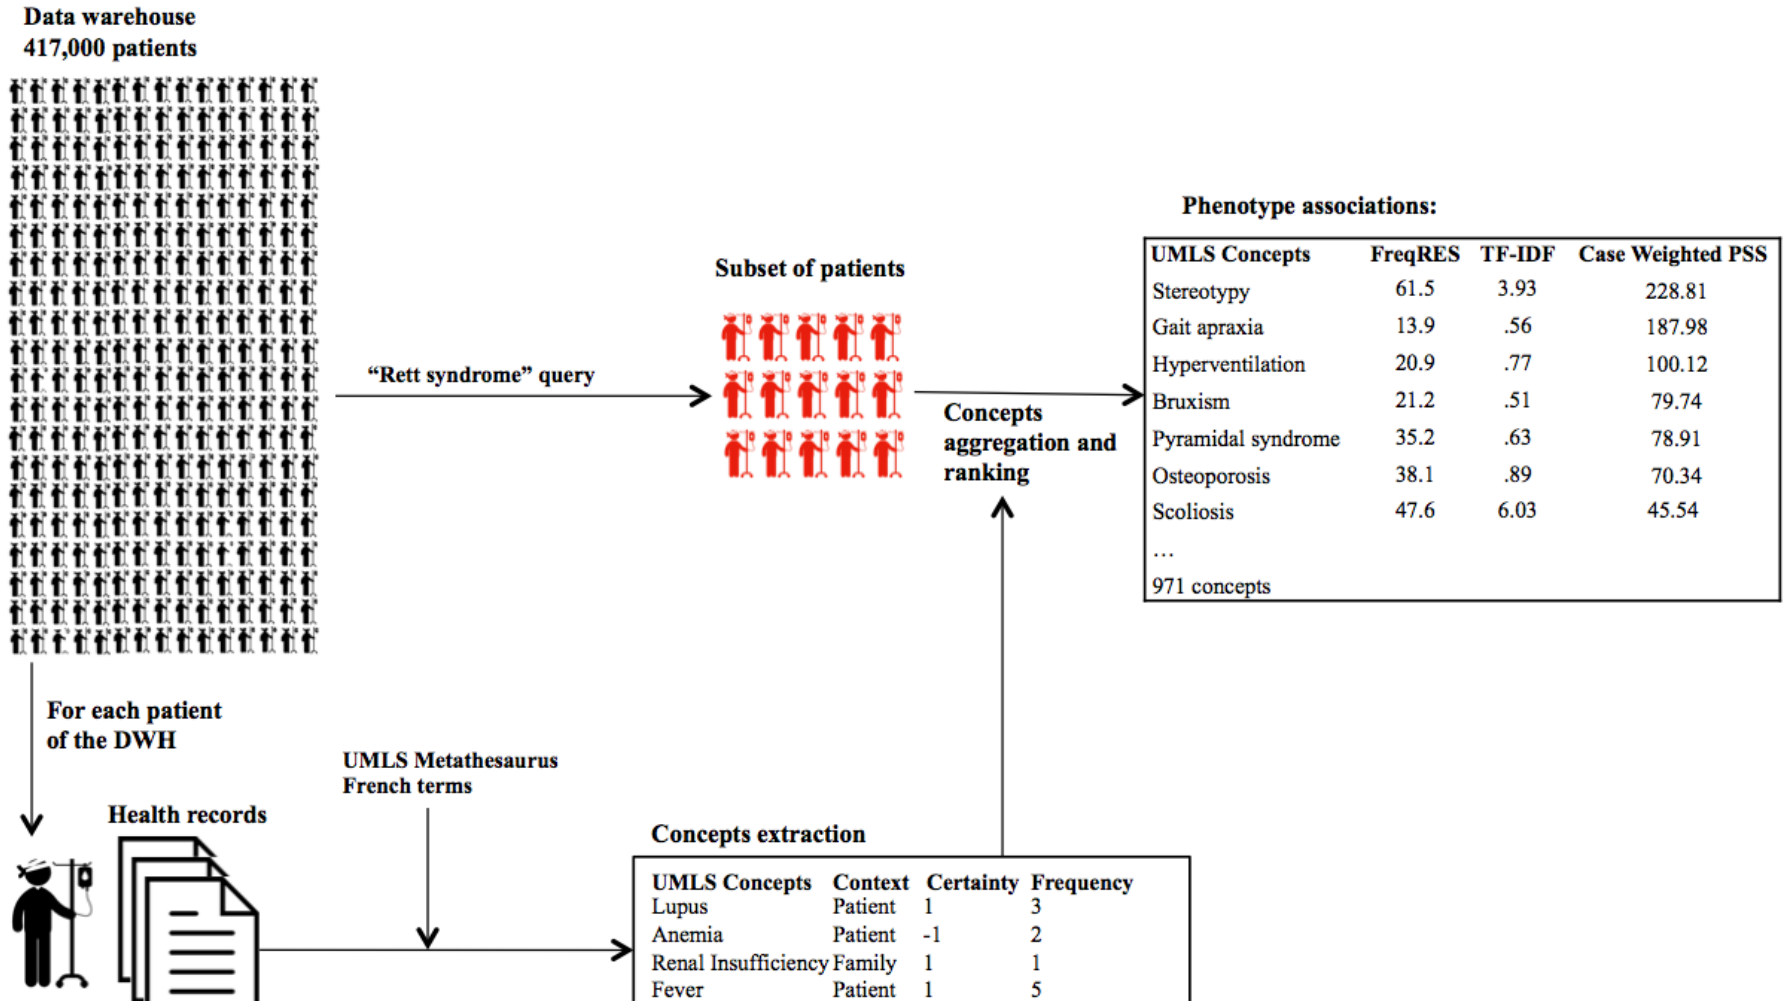 Data warehouse
417,000 patients
Phenotype associations:
UMLS Concepts FreqRES TF-IDF Case Weighted PSS
Stereotypy 61.5 3.93 228.81
Gait apraxia 13.9 .56 187.98
Hyperventilation 20.9 .77 100.12
Bruxism 21.2 .51 79.74
Pyramidal syndrome 35.2 .63 78.91
Osteoporosis 38.1 .89 70.34
Scoliosis 47.6 6.03 45.54
...
971 concepts
Subset of patients
“Rett syndrome” query
Concepts
aggregation and
ranking
For each patient
of the DWH
UMLS Metathesaurus
French terms
Health records
Concepts extraction
UMLS Concepts Context Certainty Frequency
Lupus Patient 1 3
Anemia Patient -1 2
Renal Insufficiency Family 1 1
Fever Patient 1 5